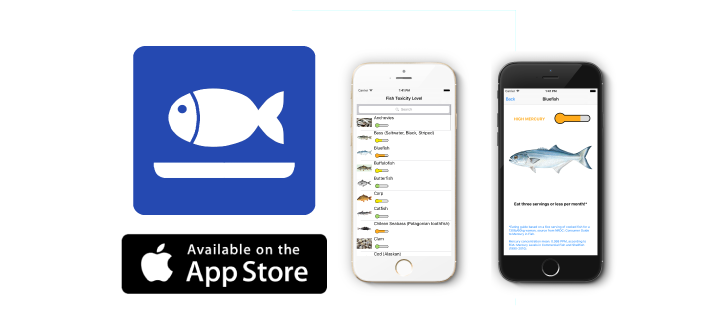 Available on the
App Store
Carrier
1:41 PM
Fish Toxicity Level
Search
Anchovies
Bass (Saltwater, Black, Striped)
Bluefish
Buffalofish
Butterfish
Carp
Catfish
Chilean Seabass (Patagonian toothfish)
Clam
Cod (Alaskan)
Carrier
Back
Bluefish
HIGH MERCURY
Eat three servings or less per month!*